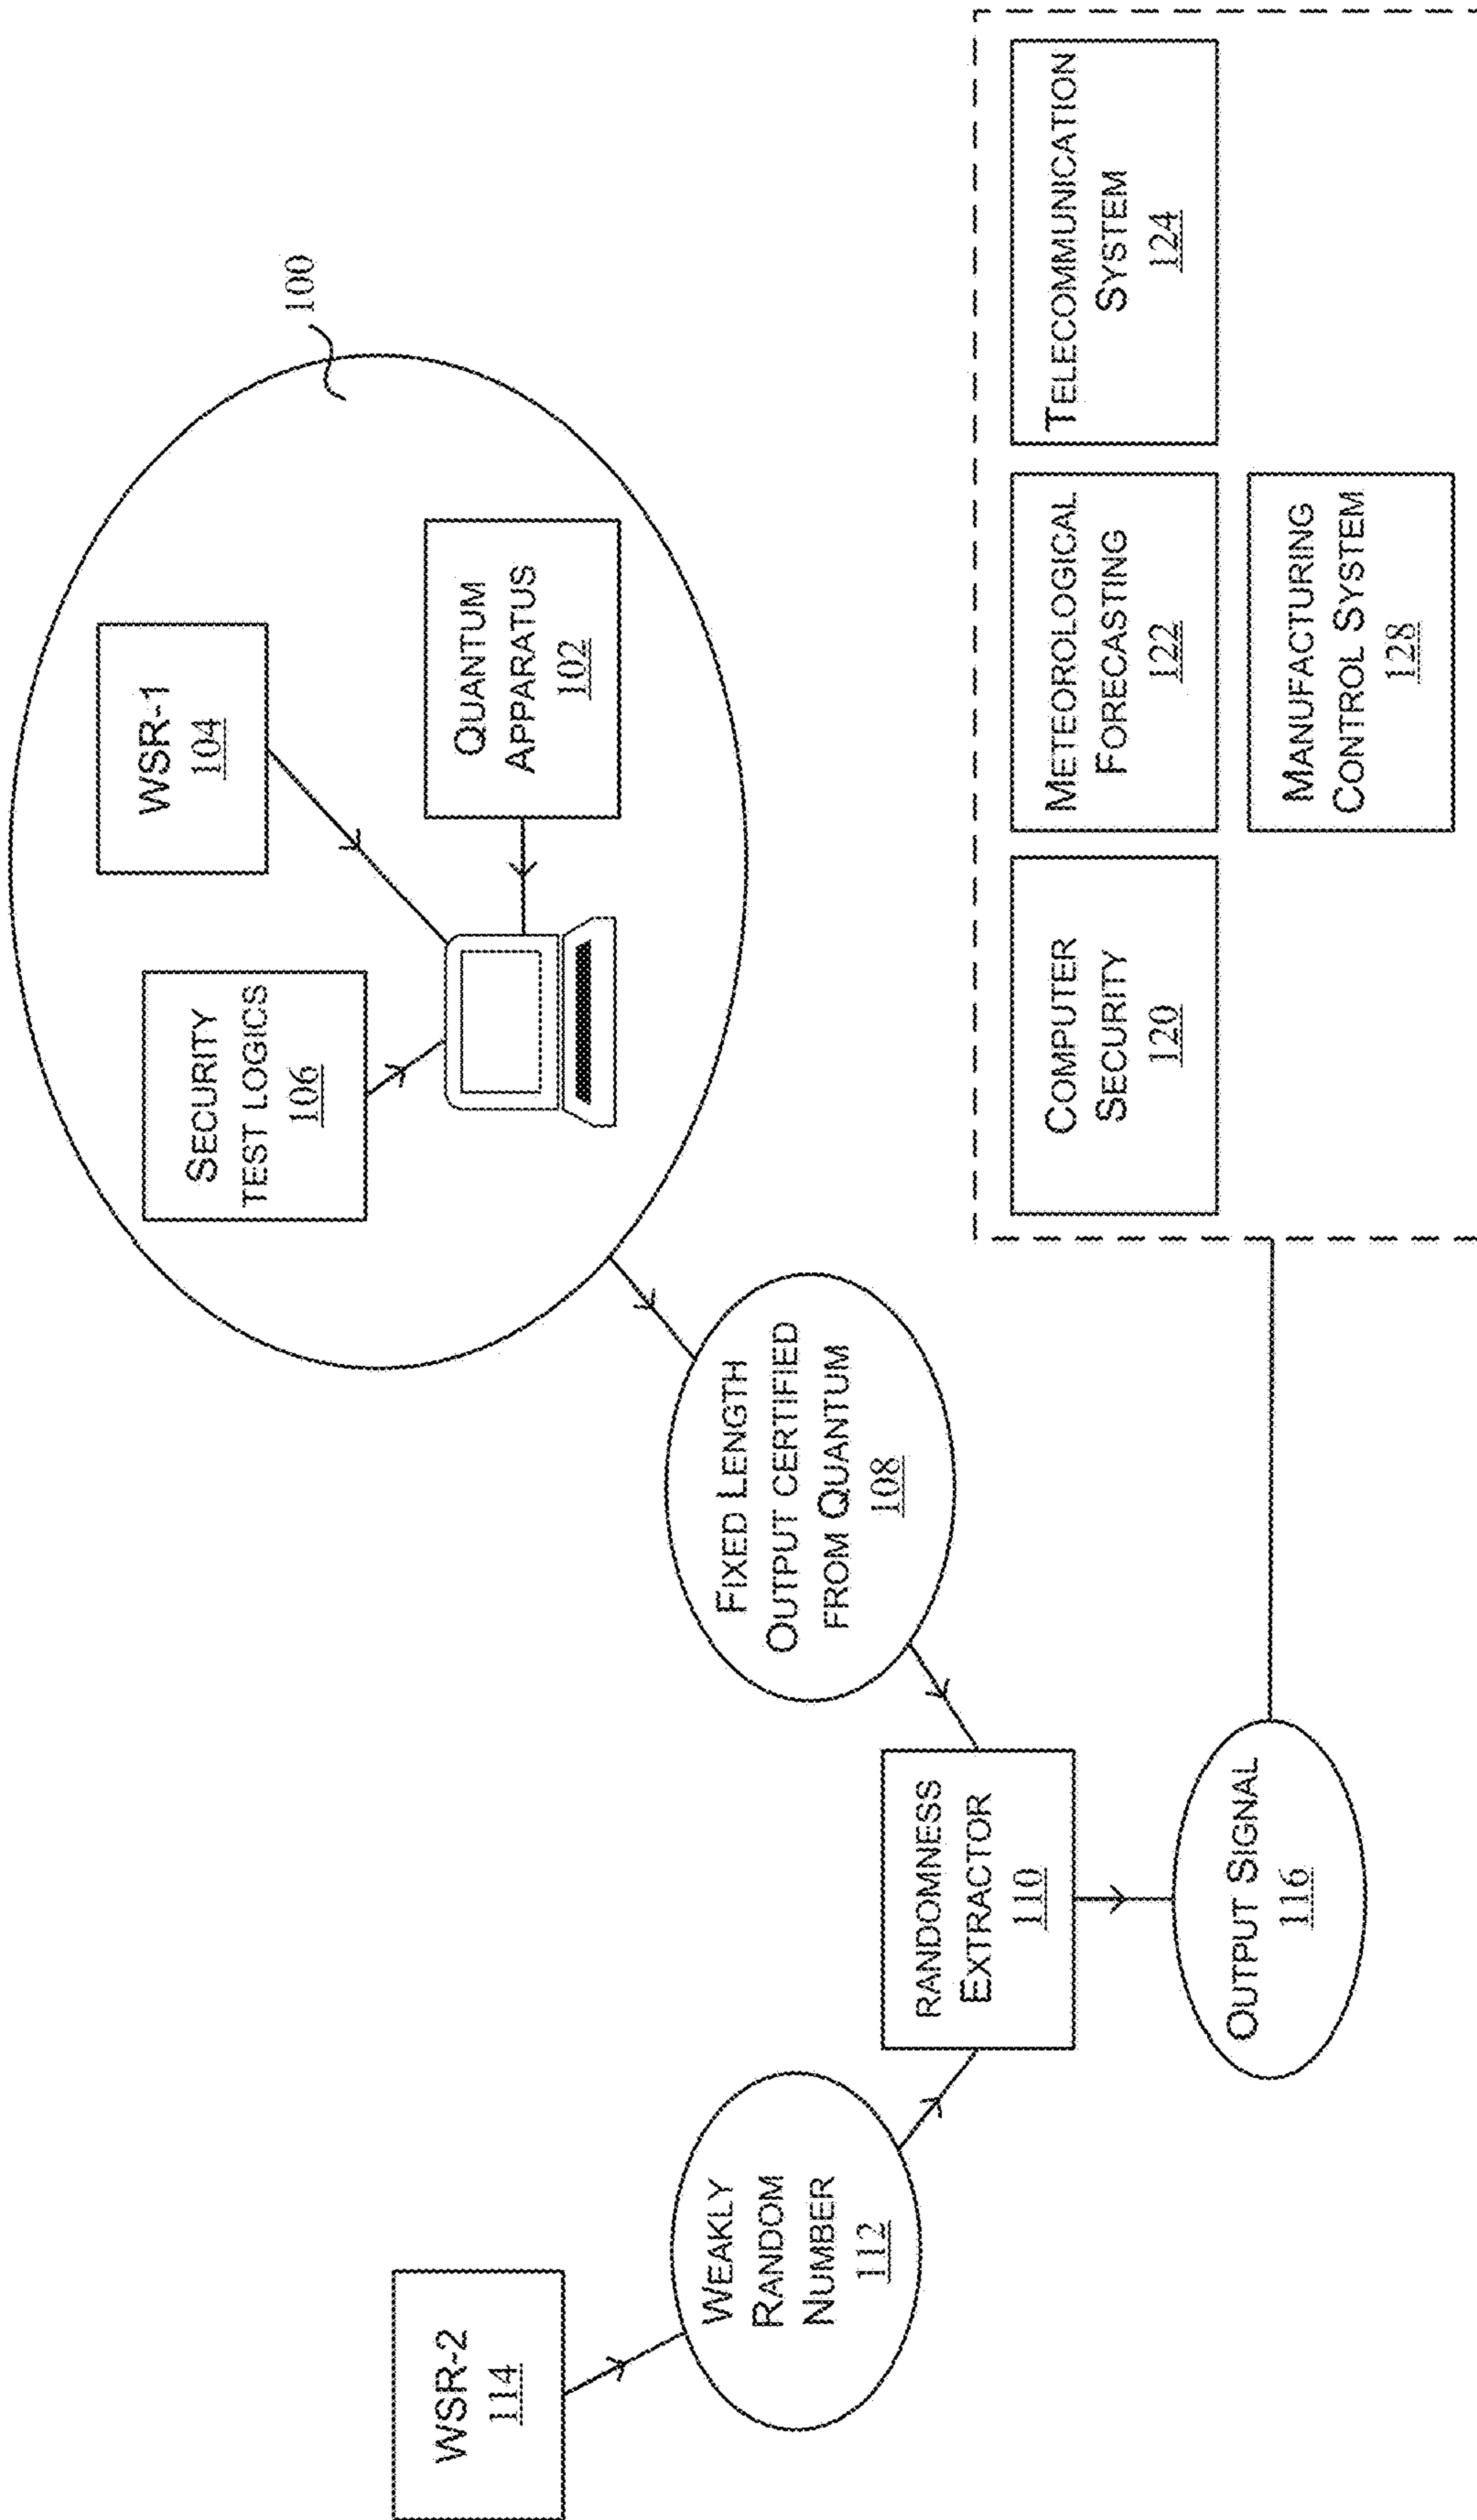 100
WSR-1
104
SECURITY
TEST LOGICS
106
QUANTUM
APPARATUS
102
WSR-2
114
WEAKLY
RANDOM
NUMBER
112
FIXED LENGTH
OUTPUT CERTIFIED
FROM QUANTUM
108
RANDOMNESS
EXTRACTOR
110
OUTPUT SIGNAL
116
COMPUTER
SECURITY
120
METEOROLOGICAL
FORECASTING
122
TELECOMMUNICATION
SYSTEM
124
MANUFACTURING
CONTROL SYSTEM
128